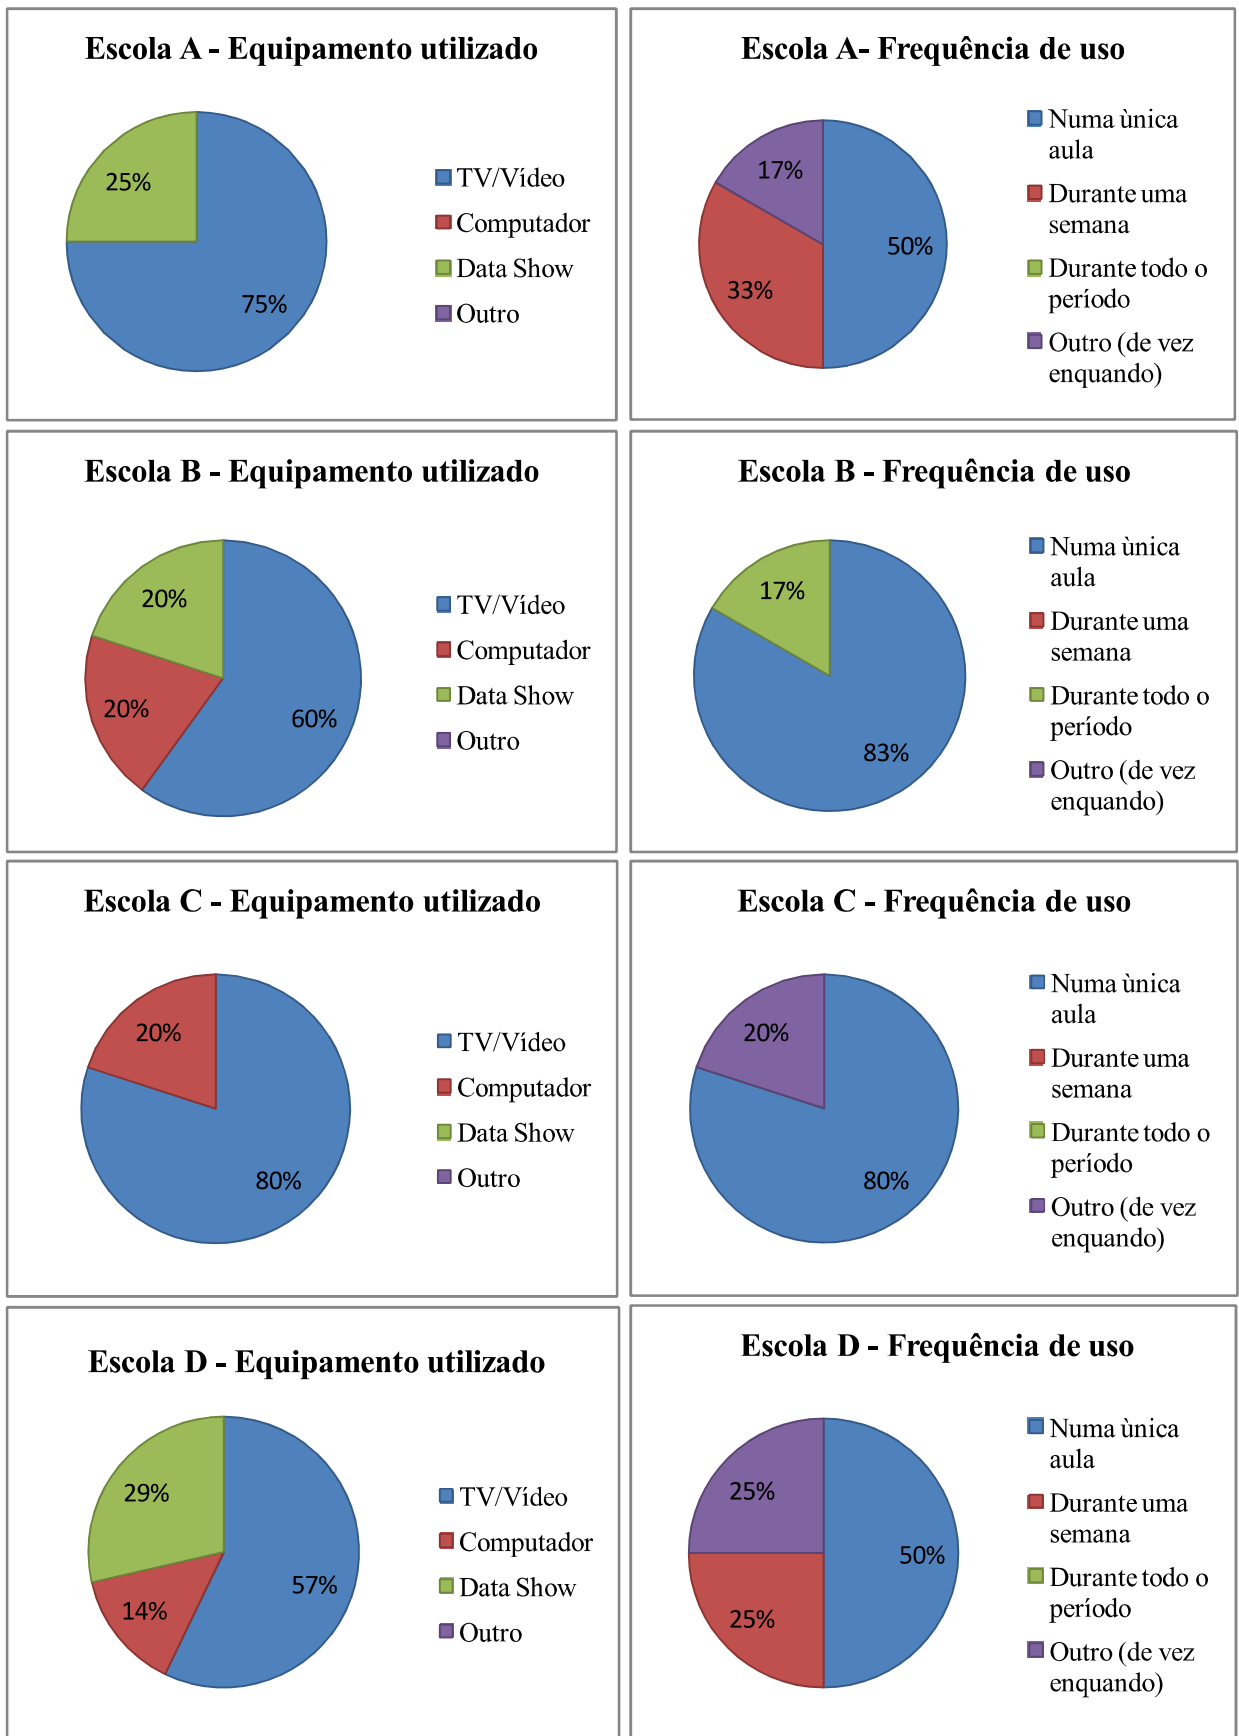 Escola A - Equipamento utilizado
25%
75%
TV/Vídeo
Computador
Data Show
Outro
Escola A- Frequência de uso
17%
50%
33%
Numa ùnica
aula
Durante uma
semana
Durante todo o
período
Outro (de vez
enquando)
Escola B - Equipamento utilizado
20%
20%
60%
TV/Vídeo
Computador
Data Show
Outro
Escola B - Frequência de uso
17%
83%
Numa ùnica
aula
Durante uma
semana
Durante todo o
período
Outro (de vez
enquando)
Escola C - Equipamento utilizado
20%
80%
TV/Vídeo
Computador
Data Show
Outro
Escola C - Frequência de uso
20%
80%
Numa ùnica
aula
Durante uma
semana
Durante todo o
período
Outro (de vez
enquando)
Escola D - Equipamento utilizado
29%
57%
14%
TV/Vídeo
Computador
Data Show
Outro
Escola D - Frequência de uso
25%
50%
25%
Numa ùnica
aula
Durante uma
semana
Durante todo o
período
Outro (de vez
enquando)